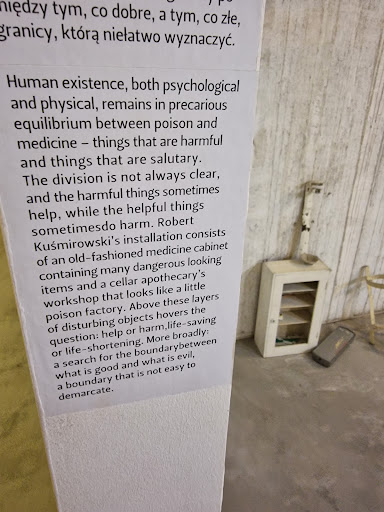 między tym, co dobre, a tym, co złe,
granicy, którą niełatwo wyznaczyć.
Human existence, both psychological
and physical, remains in precarious
equilibrium between poison and
medicine – things that are harmful
and things that are salutary.
The division is not always clear,
and the harmful things sometimes
help, while the helpful things
sometimesdo harm. Robert
Kuśmirowski's installation consists
of an old-fashioned medicine cabinet
containing many dangerous looking
items and a cellar apothecary's
workshop that looks like a little
poison factory. Above these layers
of disturbing objects hovers the
question: help or harm,life-saving
or life-shortening. More broadly:
a search for the boundarybetween
what is good and what is evil,
a boundary that is not easy to
demarcate.